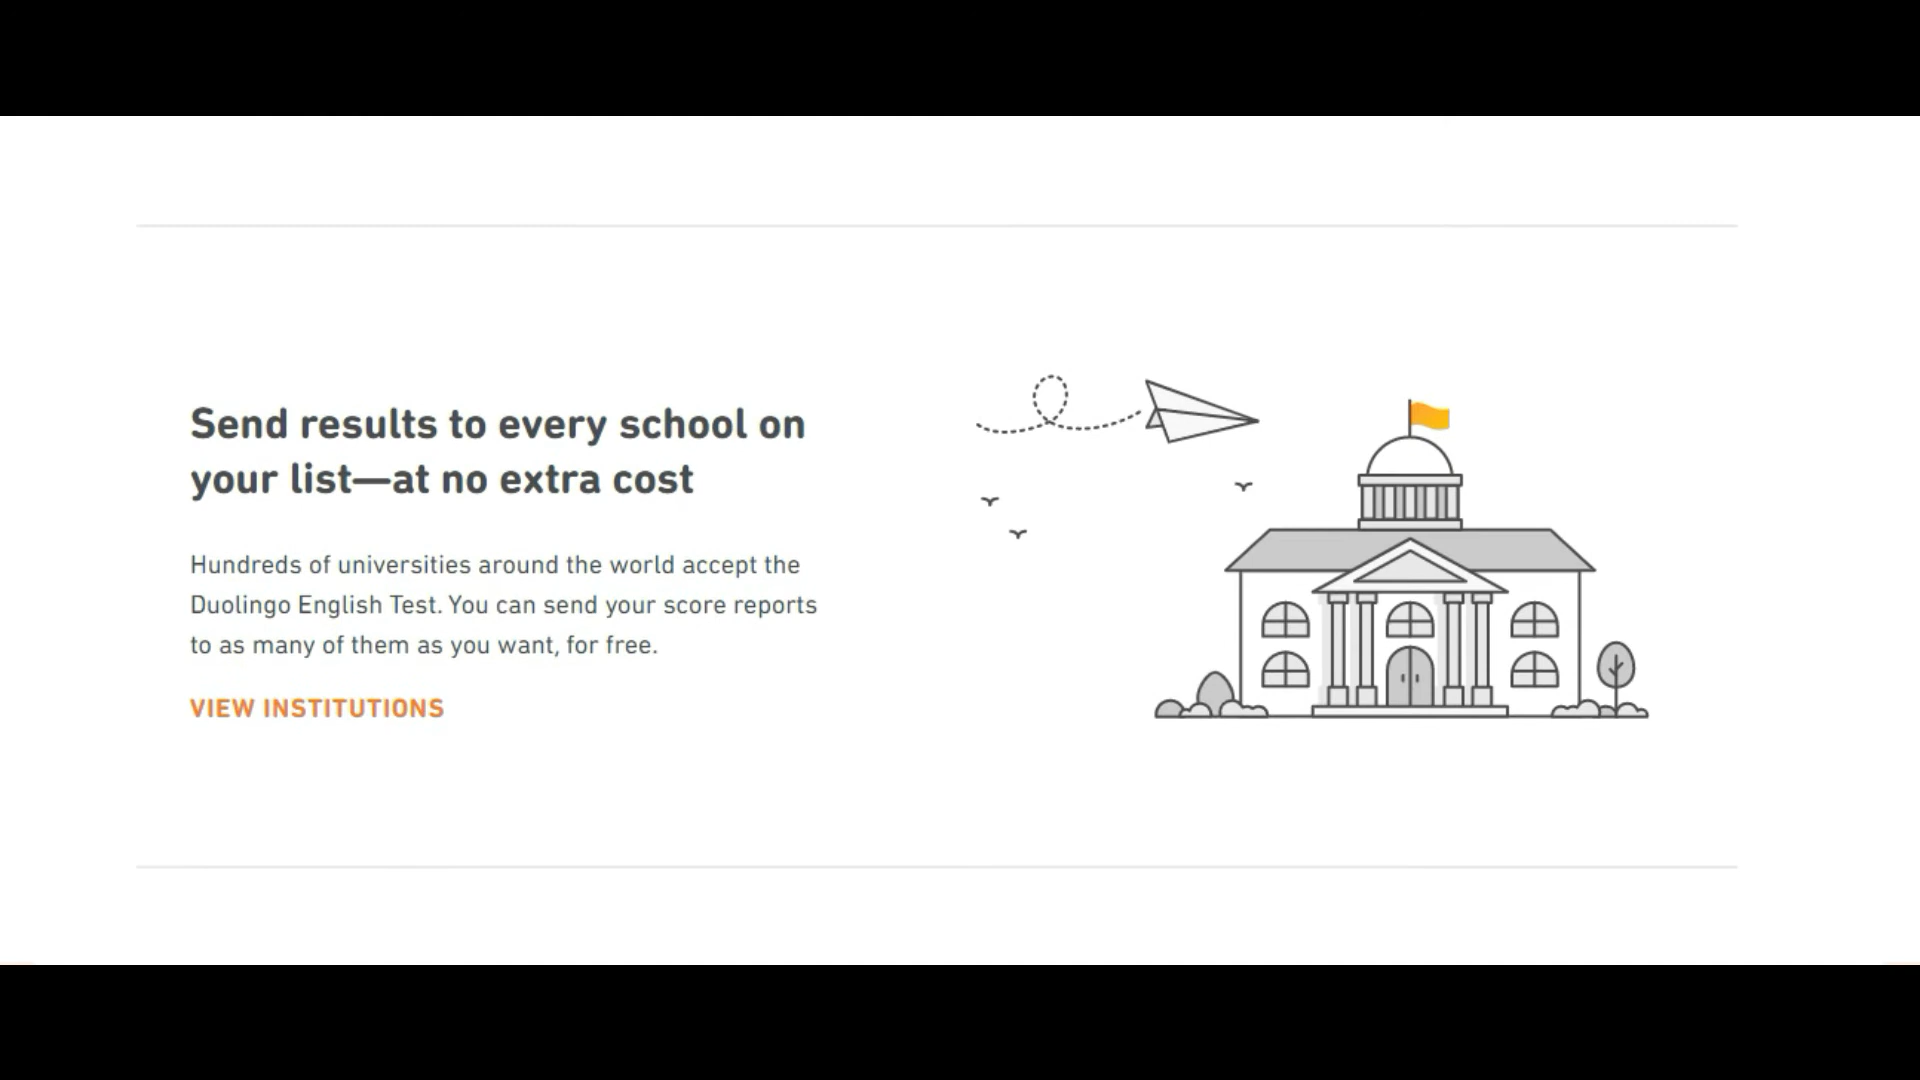 Send results to every school on
your list—at no extra cost
Hundreds of universities around the world accept the
Duolingo English Test. You can send your score reports
to as many of them as you want, for free.
VIEW INSTITUTIONS